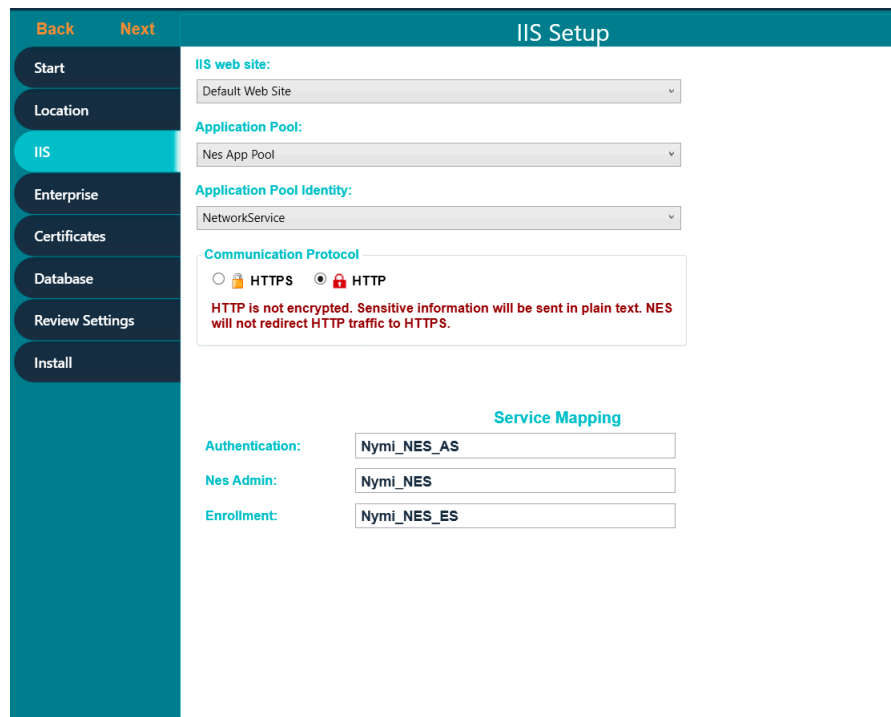 Back Next
IIS Setup
Start
Location
IIS
Enterprise
Certificates
Database
Review Settings
Install
IIS web site:
Default Web Site
Application Pool:
Nes App Pool
Application Pool Identity:
NetworkService
Communication Protocol
HTTPS HTTP
HTTP is not encrypted. Sensitive information will be sent in plain text. NES
will not redirect HTTP traffic to HTTPS.
Service Mapping
Authentication: Nymi_NES_AS
Nes Admin: Nymi_NES
Enrollment: Nymi_NES_ES